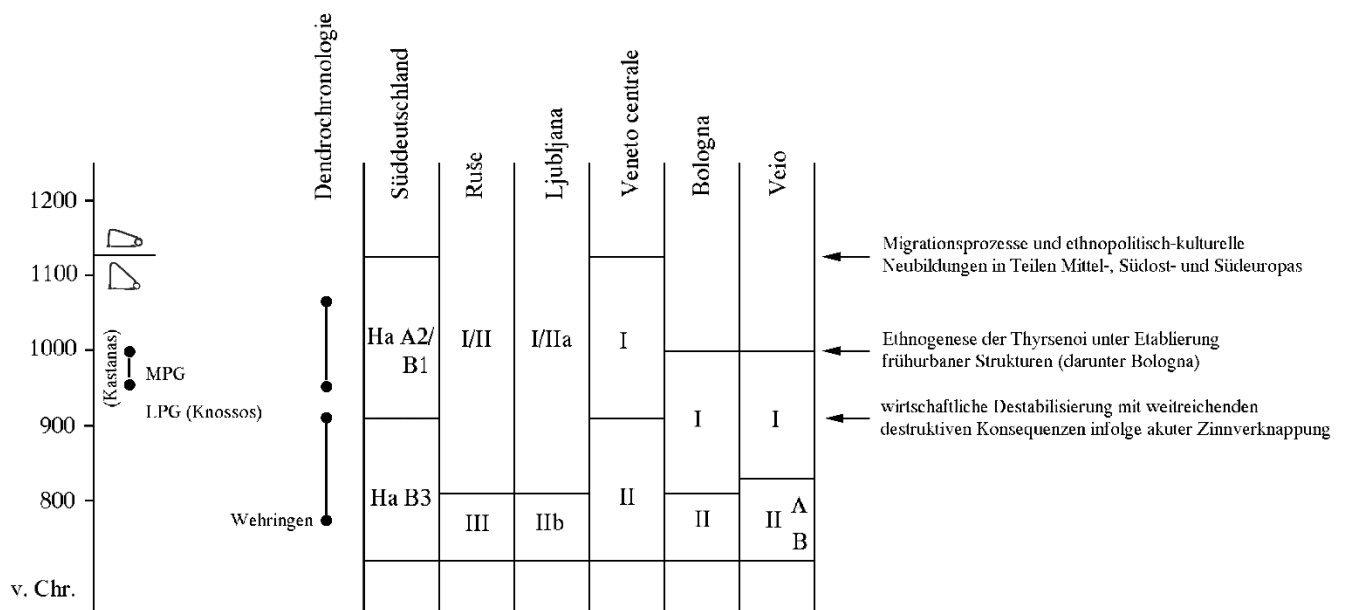 Dendrochronologie
Süddeutschland
Ruše
Ljubljana
Veneto centrale
Bologna
Veio
1200
1100
1000
900
800
v. Chr.
(Kastanas)
MPG
LPG (Knossos)
Wehringen
Ha A2/
B1
I/II
I/IIa
I
I
I
Ha B3
III
IIb
II
II
II A
B
Migrationsprozesse und ethnopolitisch-kulturelle
Neubildungen in Teilen Mittel-, Südost- und Südeuropas
Ethnogenese der Thyrsenoi unter Etablierung
frühurbaner Strukturen (darunter Bologna)
wirtschaftliche Destabilisierung mit weitreichenden
destruktiven Konsequenzen infolge akuter Zinnverknappung